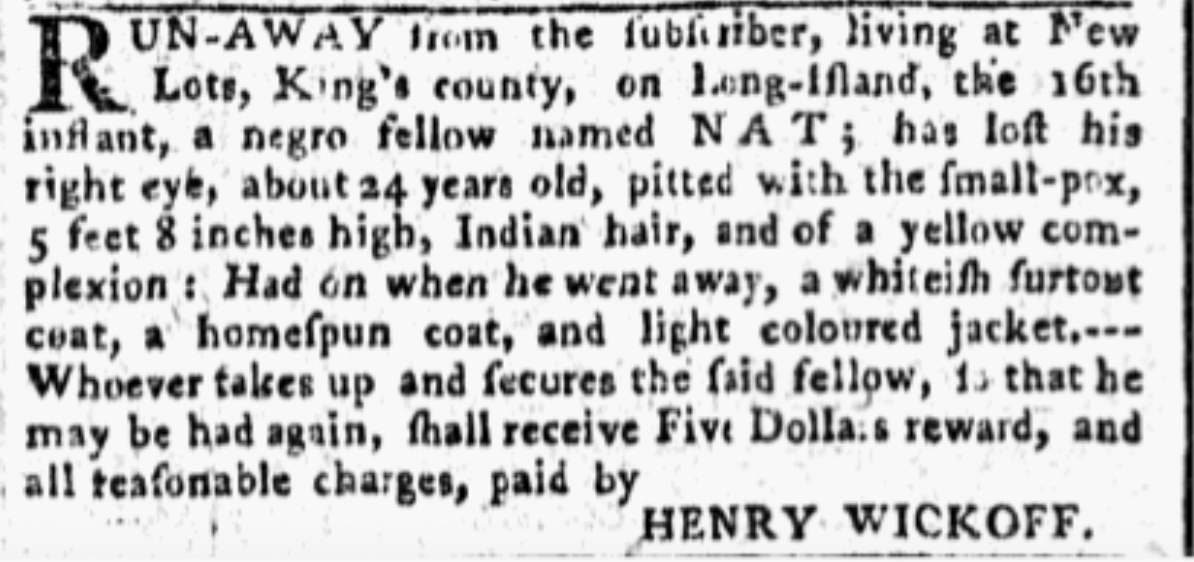 RUN-AWAY from the ſubſcriber, living at New
Lots, King's county, on Long-Iſland, the 16th
inſtant, a negro fellow named NAT; has loſt his
right eye, about 24 years old, pitted with the ſmall-pox,
5 feet 8 inches high, Indian hair, and of a yellow com-
plexion: Had on when he went away, a whiteiſh ſurtout
coat, a homeſpun coat, and light coloured jacket.---
Whoever takes up and ſecures the ſaid fellow, ſo that he
may be had again, ſhall receive Five Dollars reward, and
all reaſonable charges, paid by
HENRY WICKOFF.